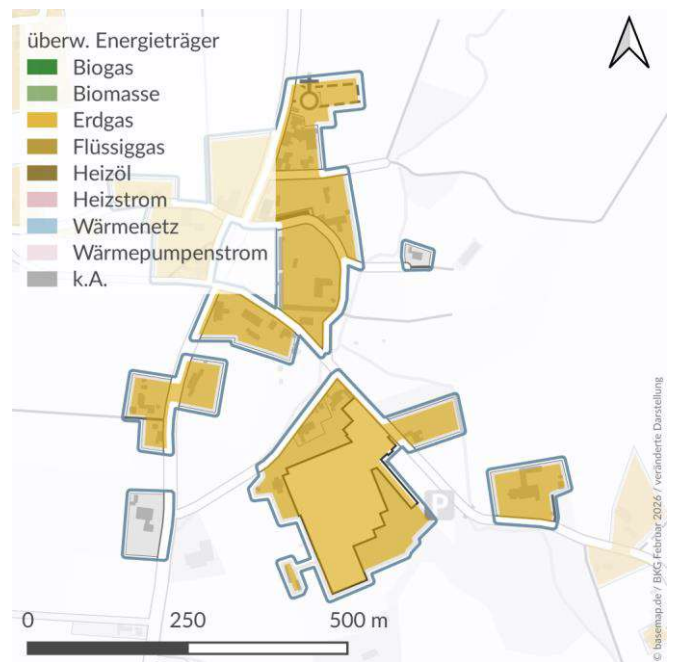 überw. Energieträger
Biogas
Biomasse
Erdgas
Flüssiggas
Heizöl
Heizstrom
Wärmenetz
Wärmepumpenstrom
k.A.
P
0 250 500 m
© basemap.de / BKG Februar 2026 / veränderte Darstellung